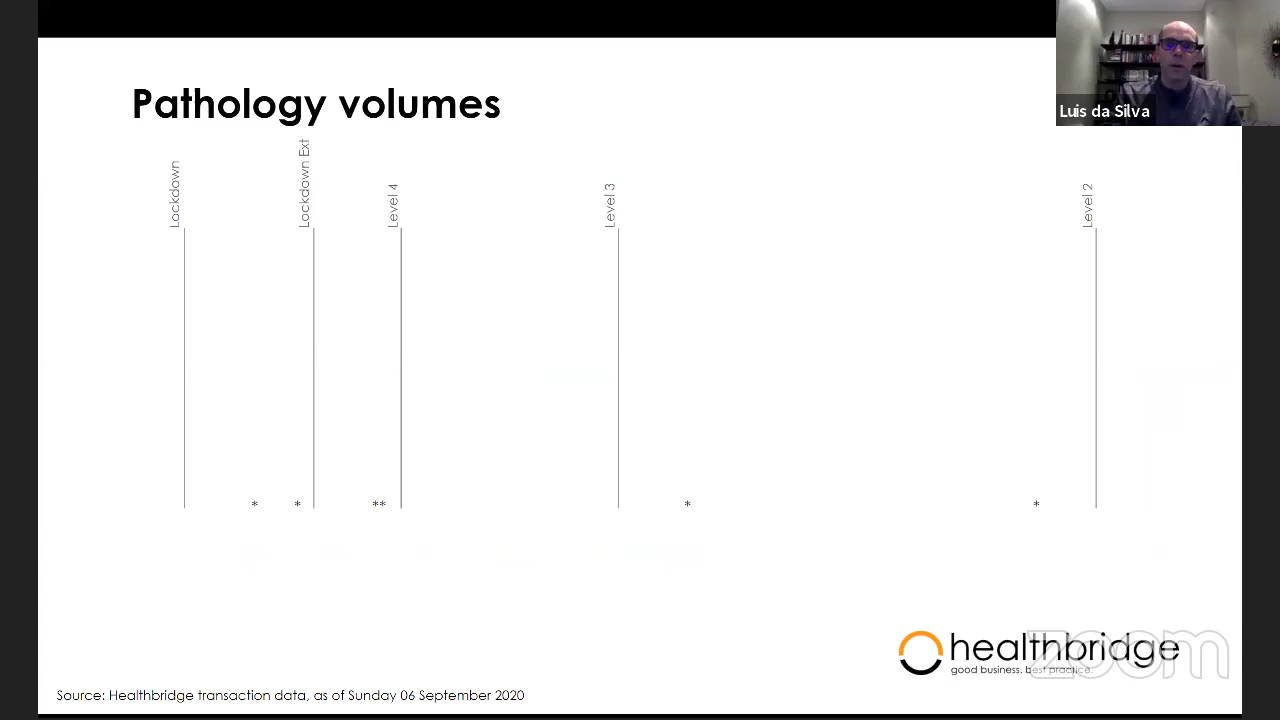 Pathology volumes
Luis da Silva
Lockdown
Lockdown Ext
Level 4
Level 3
Level 2
* * ** * *
healthbridge
good business. best practice.
zoom
Source: Healthbridge transaction data, as of Sunday 06 September 2020